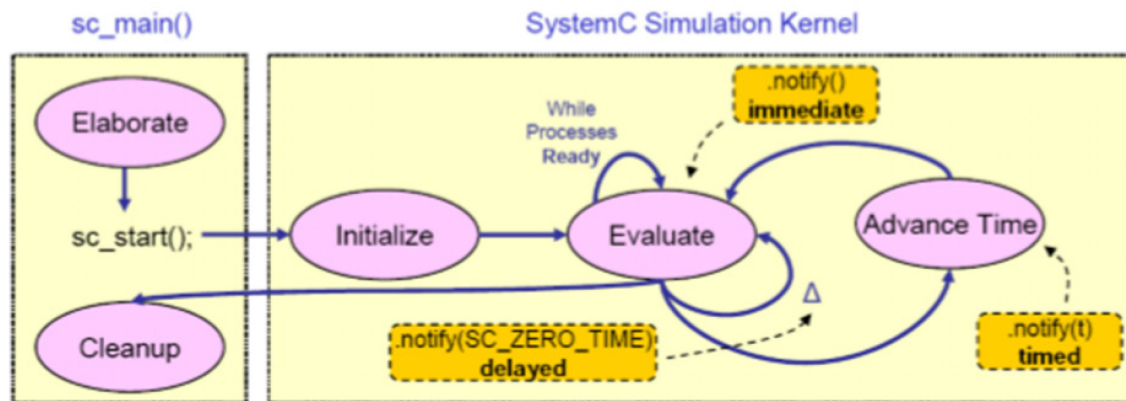 sc_main()
SystemC Simulation Kernel
Elaborate
sc_start();
Cleanup
Initialize
While
Processes
Ready
Evaluate
.notify()
immediate
Advance Time
Δ
.notify(SC_ZERO_TIME)
delayed
.notify(t)
timed